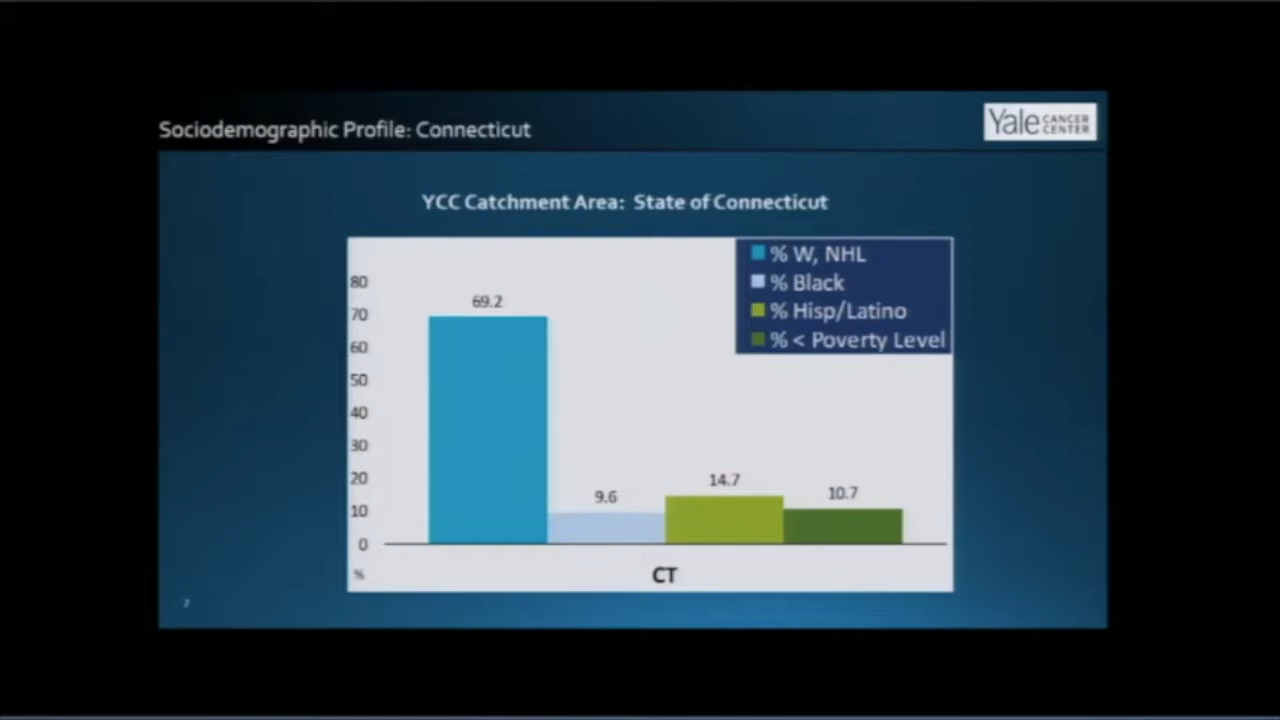 Sociodemographic Profile: Connecticut
Yale CANCER CENTER
YCC Catchment Area: State of Connecticut
% W, NHL
% Black
% Hisp/Latino
% < Poverty Level
80
70
60
50
40
30
20
10
0
%
69.2
9.6
14.7
10.7
CT